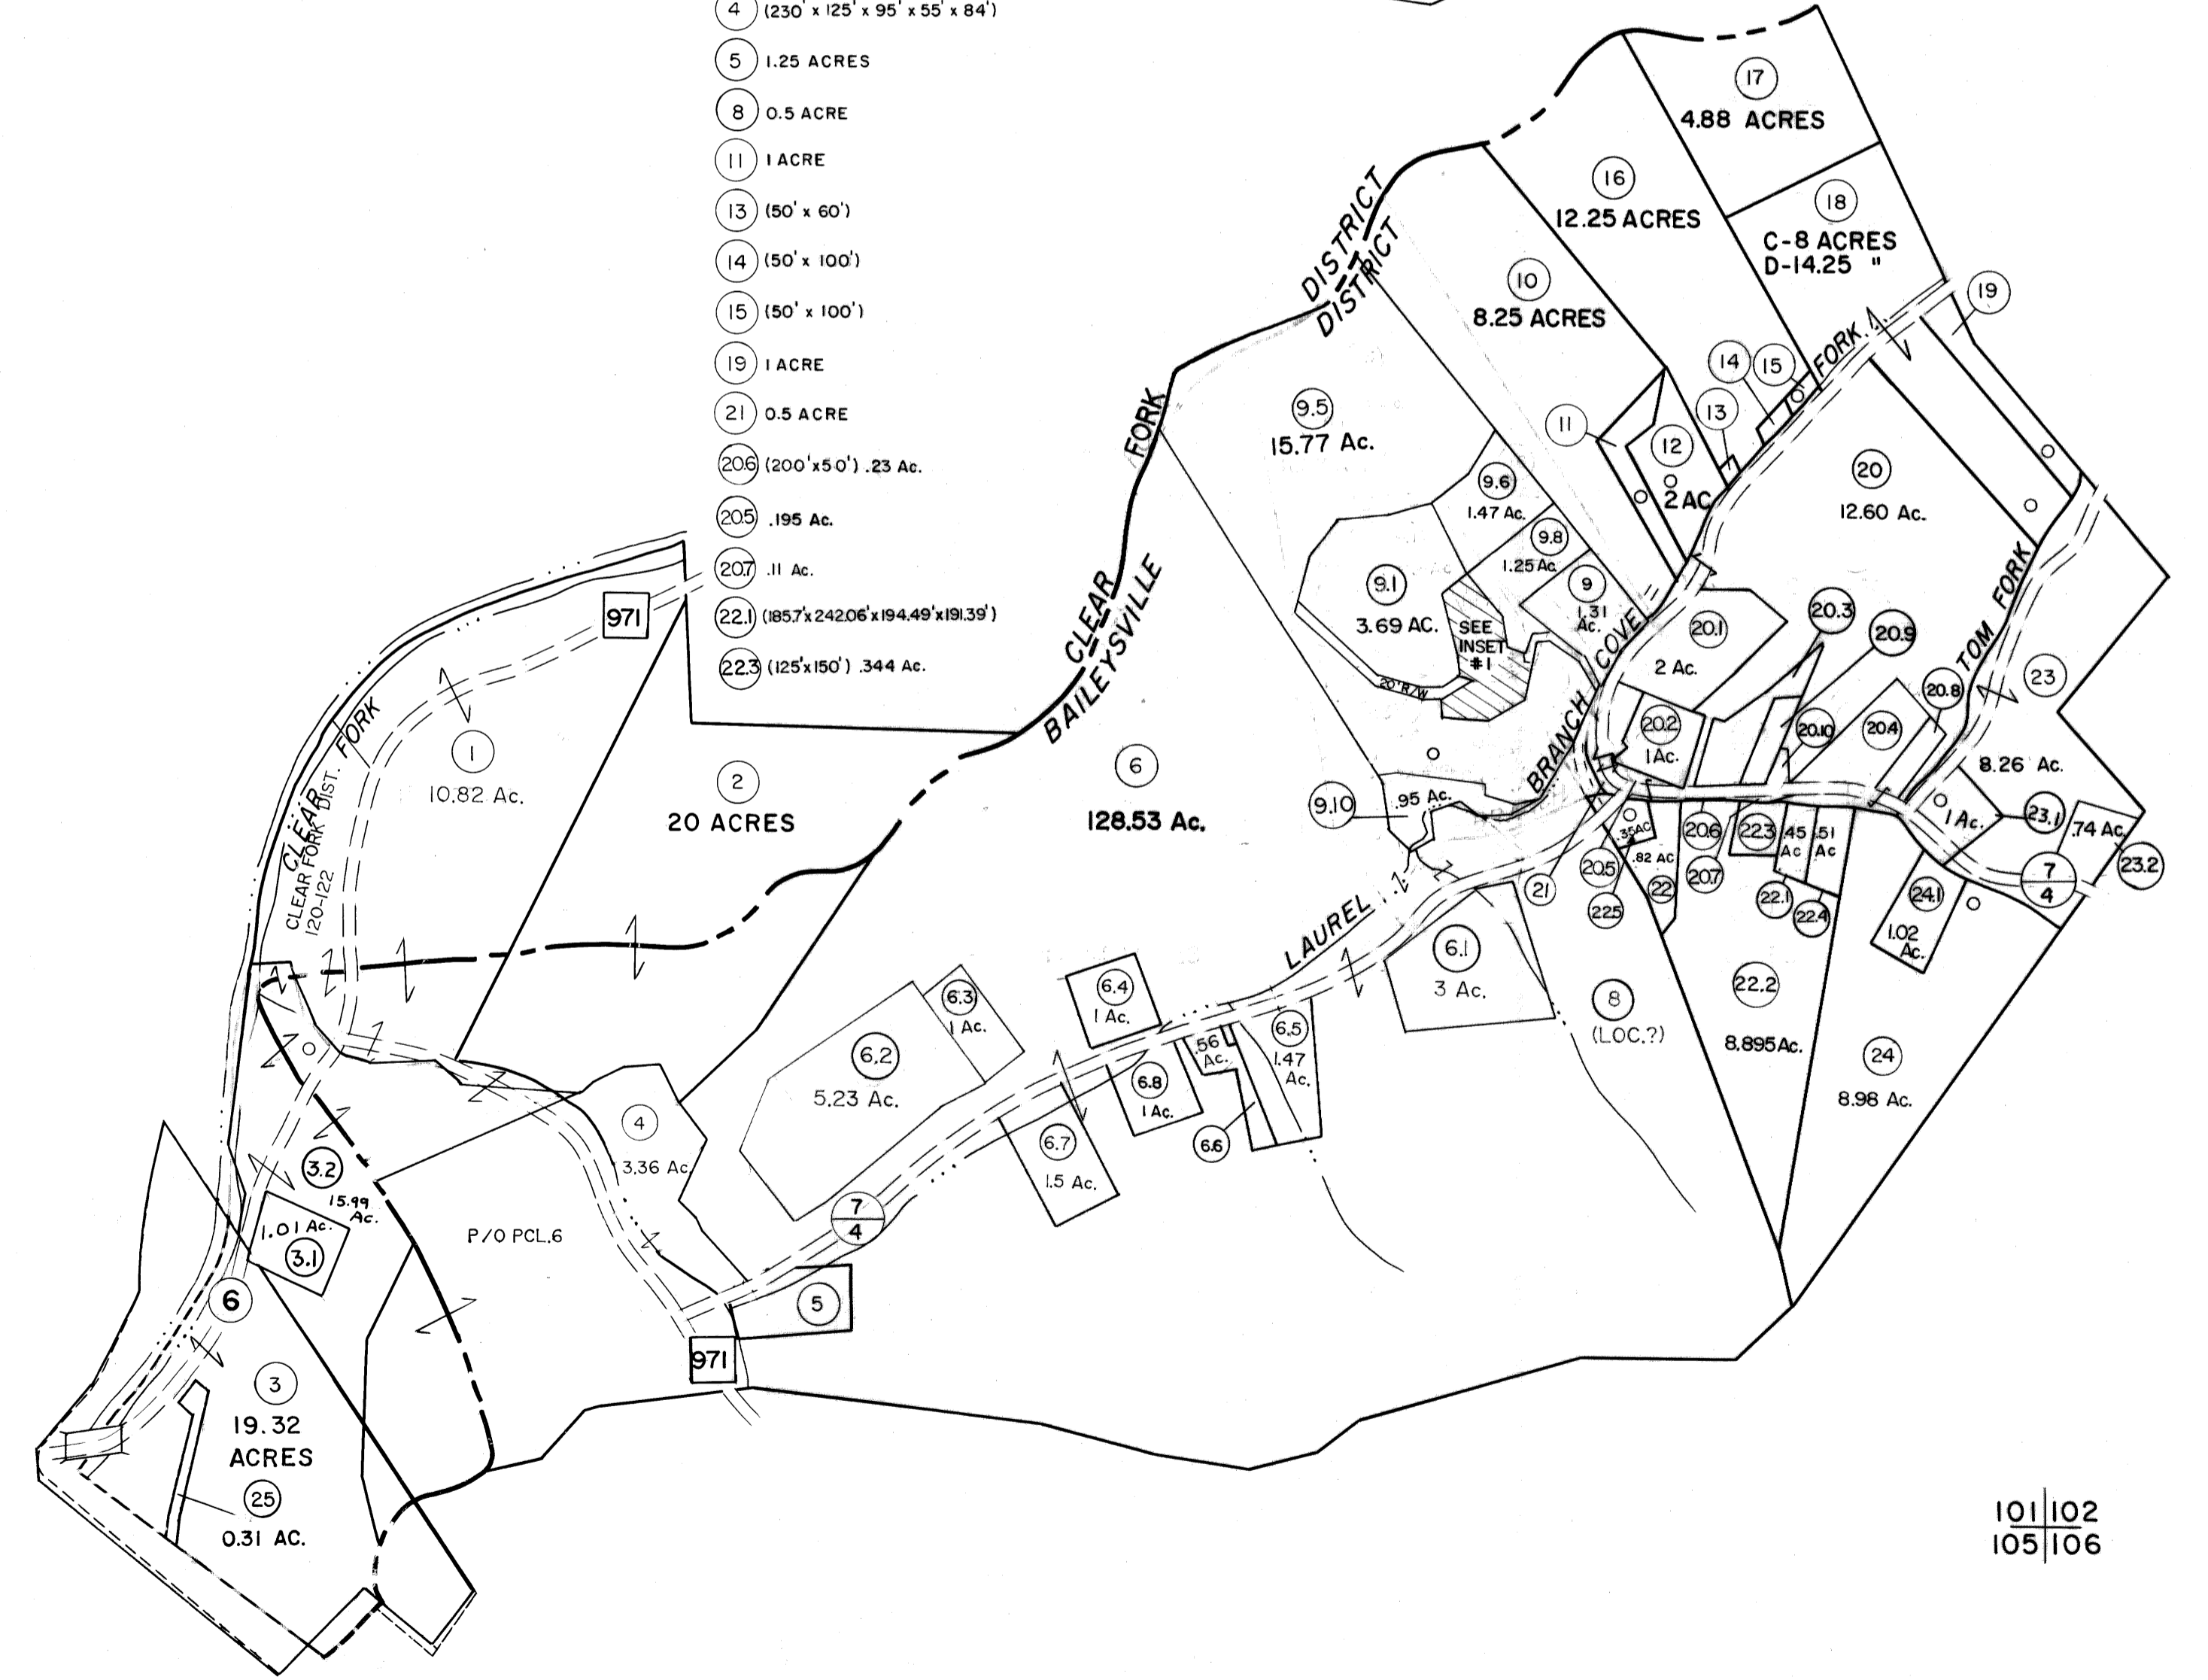 4 (230' x 125' x 95' x 55' x 84')
5 1.25 ACRES
8 0.5 ACRE
11 1 ACRE
13 (50' x 60')
14 (50' x 100')
15 (50' x 100')
19 1 ACRE
21 0.5 ACRE
20.6 (200'x50') .23 Ac.
20.5 .195 Ac.
20.7 .11 Ac.
22.1 (185.7'x242.06'x194.49'x191.39')
22.3 (125'x150') .344 Ac.
17
4.88 ACRES
16
12.25 ACRES
18
C-8 ACRES
D-14.25 "
19
DISTRICT
DISTRICT
10
8.25 ACRES
14
15
FORK
13
11
12
2 AC
20
12.60 Ac.
9.5
15.77 Ac.
9.6
1.47 Ac.
9.8
1.25 Ac.
9
1.31
Ac.
9.1
3.69 AC.
SEE
INSET
#1
20' R/W
CLEAR
FORK
BAILEYSVILLE
COVE
BRANCH
LAUREL
TOM FORK
20.1
2 Ac.
20.3
20.9
20.8
23
8.26 Ac.
20.2
1 Ac.
20.10
20.4
971
1
10.82 Ac.
CLEAR
FORK
CLEAR FORK DIST.
120-122
2
20 ACRES
6
128.53 Ac.
9.10
.95 Ac.
.35AC
.82 AC
20.6
22.3
.45
Ac
.51
Ac
1 Ac.
23.1
.74 Ac.
23.2
7
4
21
20.5
22.5
22
20.7
22.1
22.4
24.1
1.02
Ac.
6.1
3 Ac.
8
(LOC.?)
22.2
8.895Ac.
24
8.98 Ac.
6.4
1 Ac.
6.3
1 Ac.
6.2
5.23 Ac.
6.5
1.47
Ac.
.56
Ac.
6.8
1 Ac.
6.6
6.7
1.5 Ac.
4
3.36 Ac.
3.2
15.99
Ac.
1.01 Ac.
3.1
P/O PCL.6
7
4
6
5
971
3
19.32
ACRES
25
0.31 AC.
101 102
105 106